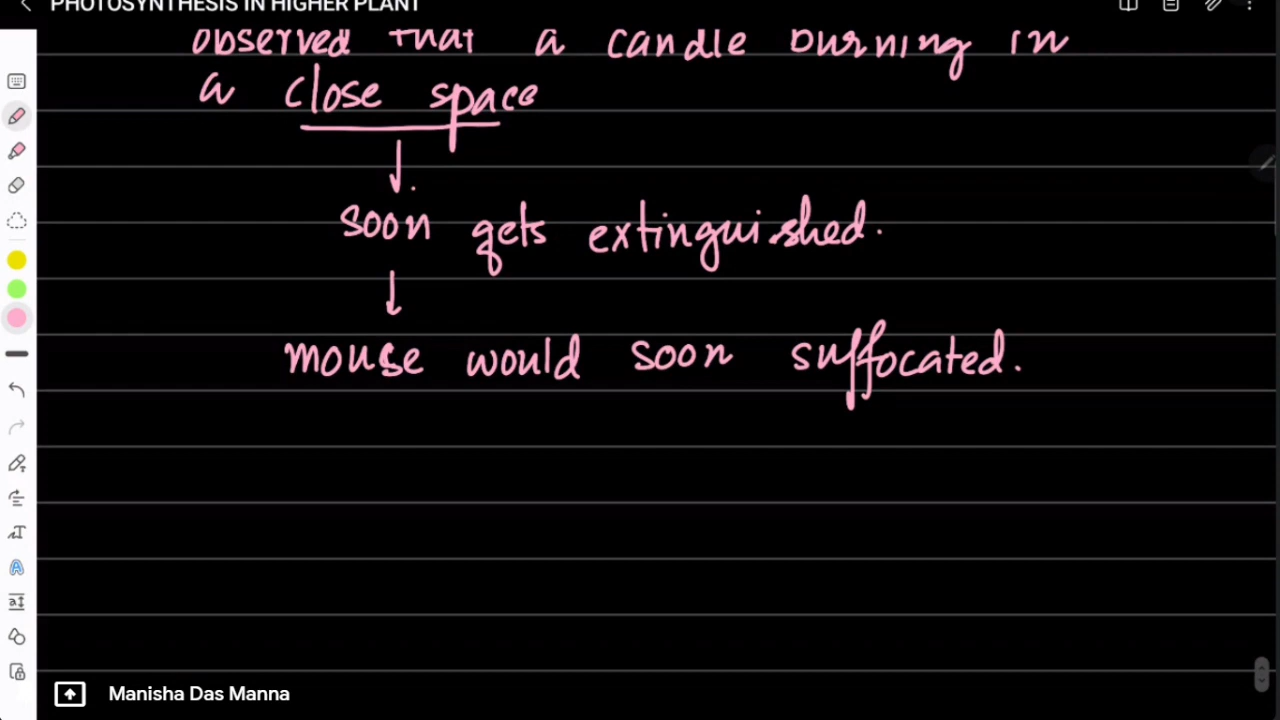 PHOTOSYNTHESIS IN HIGHER PLANT
observed that a candle burning in
a close space
soon gets extinguished.
mouse would soon suffocated.
Manisha Das Manna